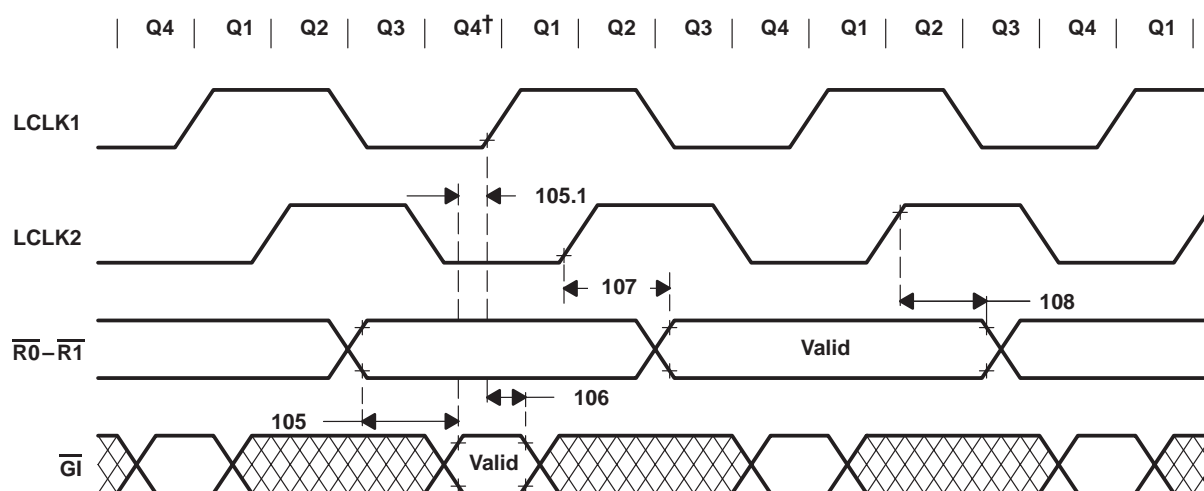 Q4 Q1 Q2 Q3 Q4† Q1 Q2 Q3 Q4 Q1 Q2 Q3 Q4 Q1
LCLK1
105.1
LCLK2
107
108
R0–R1
Valid
106
105
GI
Valid